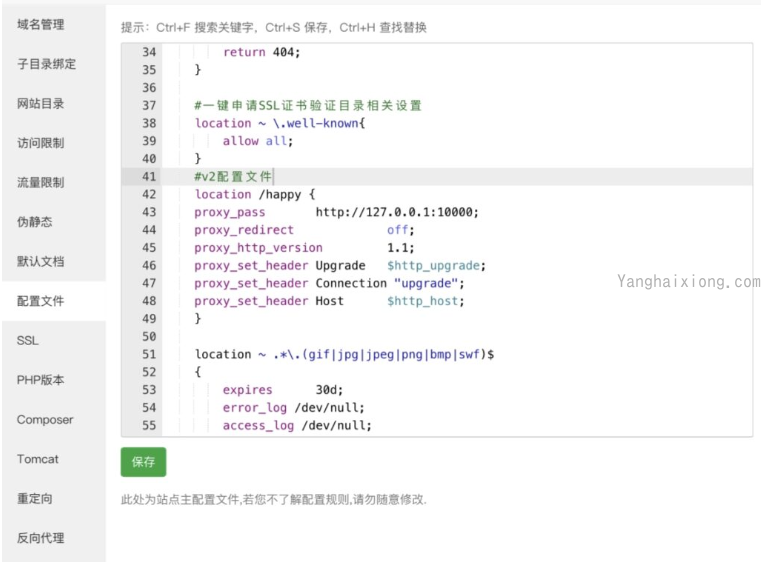 域名管理
子目录绑定
网站目录
访问限制
流量限制
伪静态
默认文档
配置文件
SSL
PHP版本
Composer
Tomcat
重定向
反向代理
提示：Ctrl+F 搜索关键字，Ctrl+S 保存，Ctrl+H 查找替换
34 return 404;
35 }
36
37 #一键申请SSL证书验证目录相关设置
38 location ~ \.well-known{
39 allow all;
40 }
41 #v2配置文件
42 location /happy {
43 proxy_pass http://127.0.0.1:10000;
44 proxy_redirect off;
45 proxy_http_version 1.1;
46 proxy_set_header Upgrade $http_upgrade;
47 proxy_set_header Connection "upgrade";
48 proxy_set_header Host $http_host;
49 }
50
51 location ~ .*\.(gif|jpg|jpeg|png|bmp|swf)$
52 {
53 expires 30d;
54 error_log /dev/null;
55 access_log /dev/null;
Yanghaixiong.com
保存
此处为站点主配置文件,若您不了解配置规则,请勿随意修改.